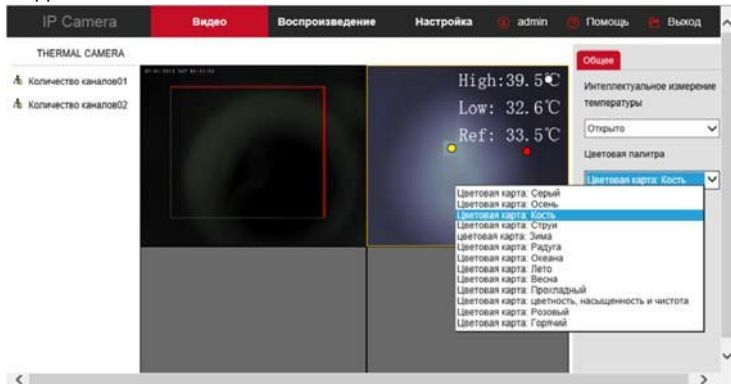 IP Camera Видео Воспроизведение Настройка admin Помощь Выход
THERMAL CAMERA
Количество каналов01
Количество каналов02
High:39.5℃
Low: 32.6℃
Ref: 33.5℃
Общее
Интеллектуальное измерение
температуры
Открыто
Цветовая палитра
Цветовая карта: Кость
Цветовая карта: Серый
Цветовая карта: Осень
Цветовая карта: Кость
Цветовая карта: Струи
цветовая карта: Зима
Цветовая карта: Радуга
Цветовая карта: Океана
Цветовая карта: Лето
Цветовая карта: Весна
Цветовая карта: Прохладный
Цветовая карта: цветность, насыщенность и чистота
Цветовая карта: Розовый
Цветовая карта: Горячий